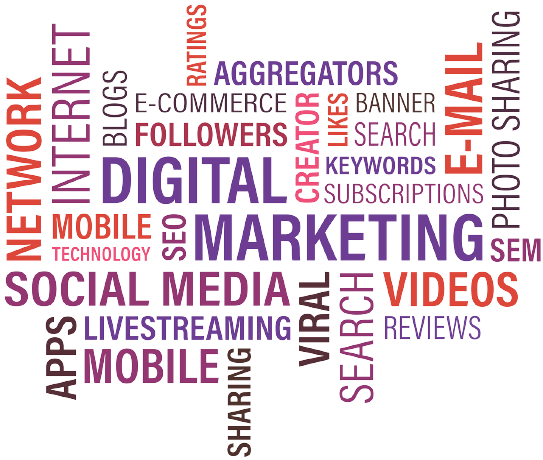 RATINGS
AGGREGATORS
NETWORK
INTERNET
BLOGS
E-COMMERCE
CREATOR
LIKES
BANNER
E-MAIL
PHOTO SHARING
FOLLOWERS
SEARCH
DIGITAL
KEYWORDS
SUBSCRIPTIONS
MOBILE
SEO
MARKETING
TECHNOLOGY
SEM
SOCIAL MEDIA
VIRAL
SEARCH
VIDEOS
APPS
LIVESTREAMING
REVIEWS
MOBILE
SHARING